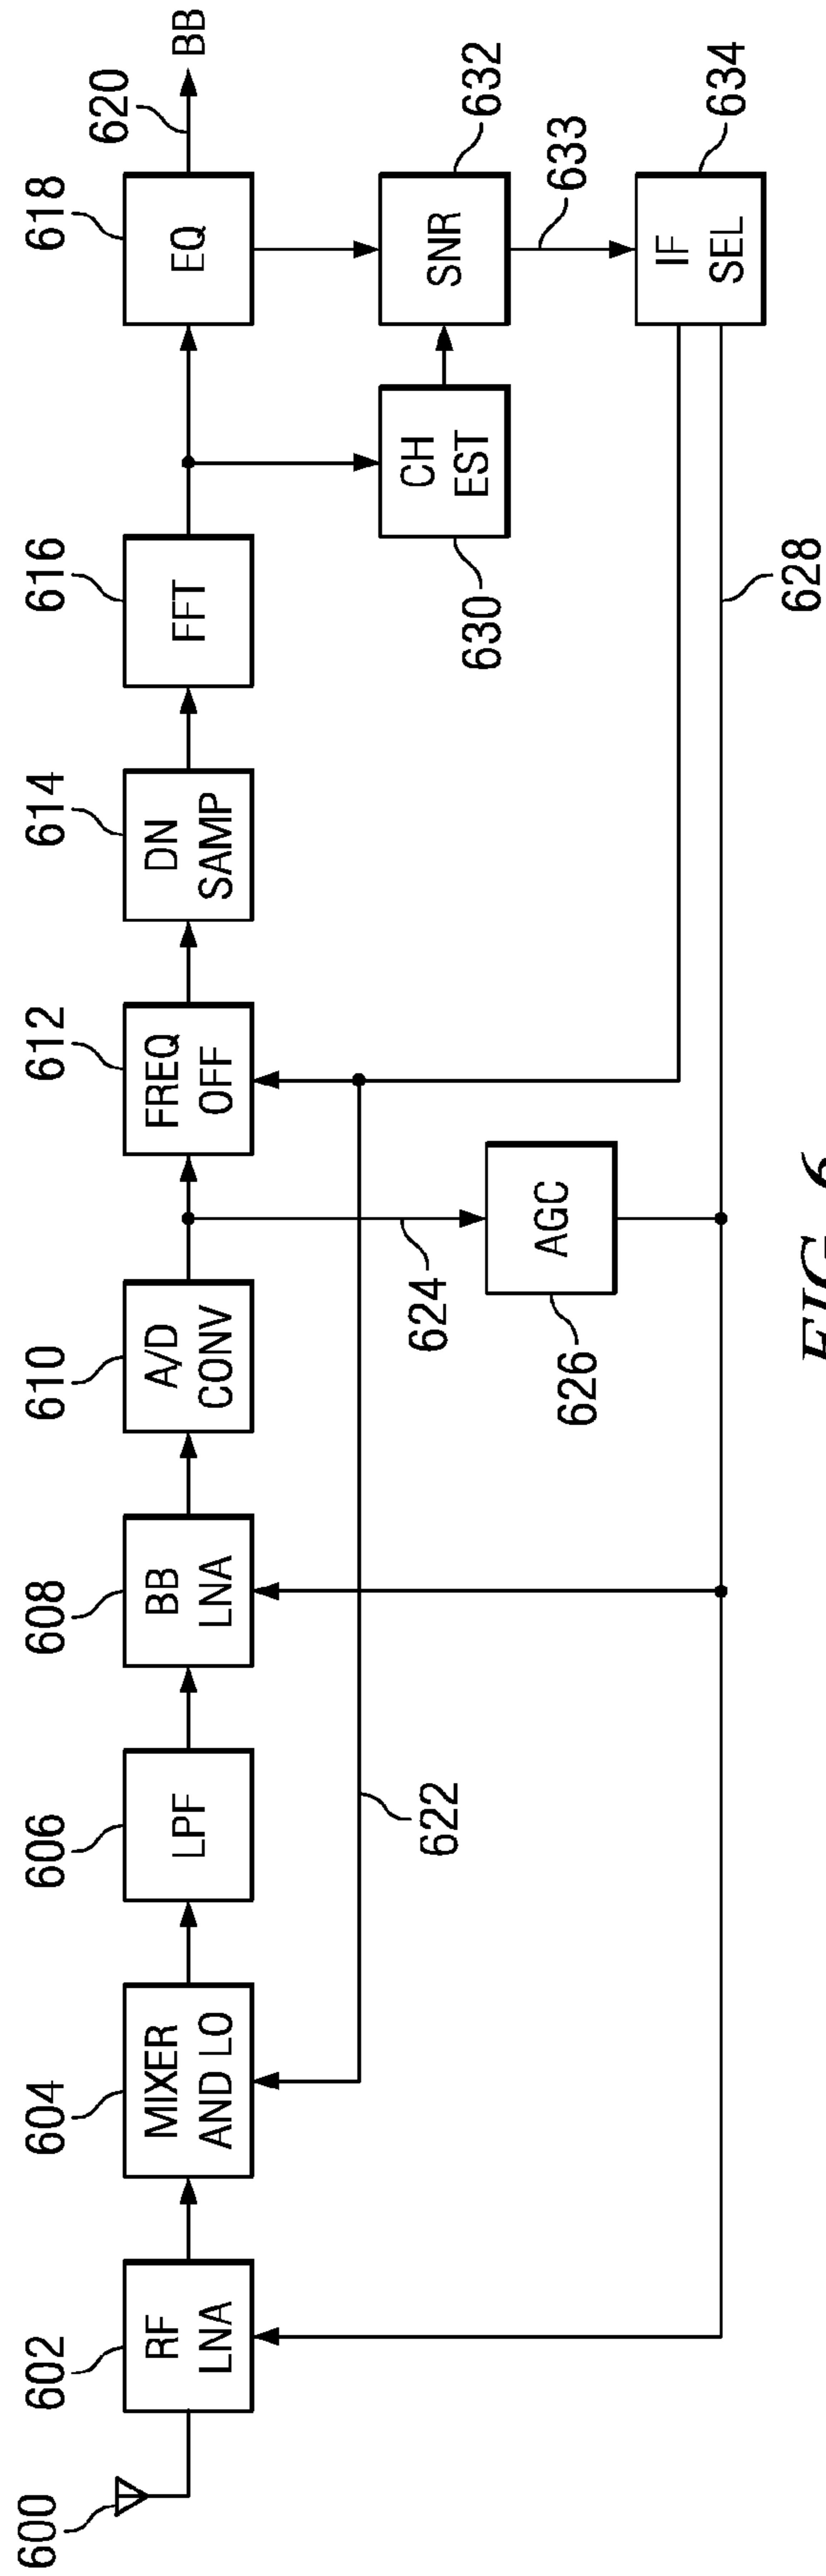 600
602
RF
LNA
604
MIXER
AND LO
606
LPF
608
BB
LNA
610
A/D
CONV
612
FREQ
OFF
614
DN
SAMP
616
FFT
618
EQ
620
BB
622
624
AGC
626
CH
EST
630
SNR
632
633
IF
SEL
634
628
FIG. 6